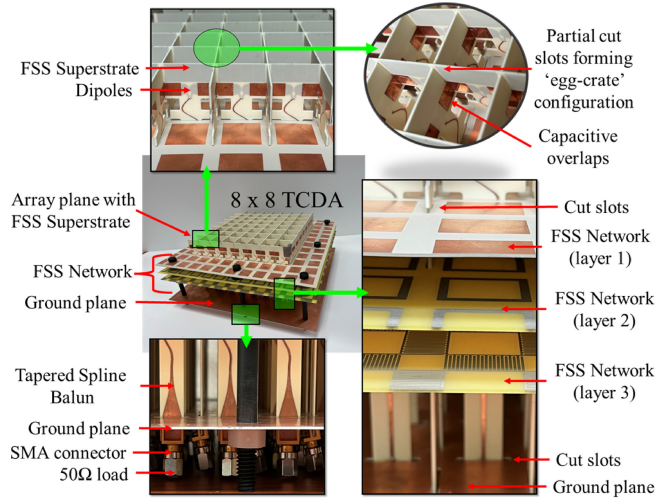 FSS Superstrate
Dipoles
Partial cut
slots forming
‘egg-crate’
configuration
Capacitive
overlaps
8 x 8 TCDA
Array plane with
FSS Superstrate
FSS Network
Ground plane
Cut slots
FSS Network
(layer 1)
FSS Network
(layer 2)
FSS Network
(layer 3)
Cut slots
Ground plane
Tapered Spline
Balun
Ground plane
SMA connector
50Ω load